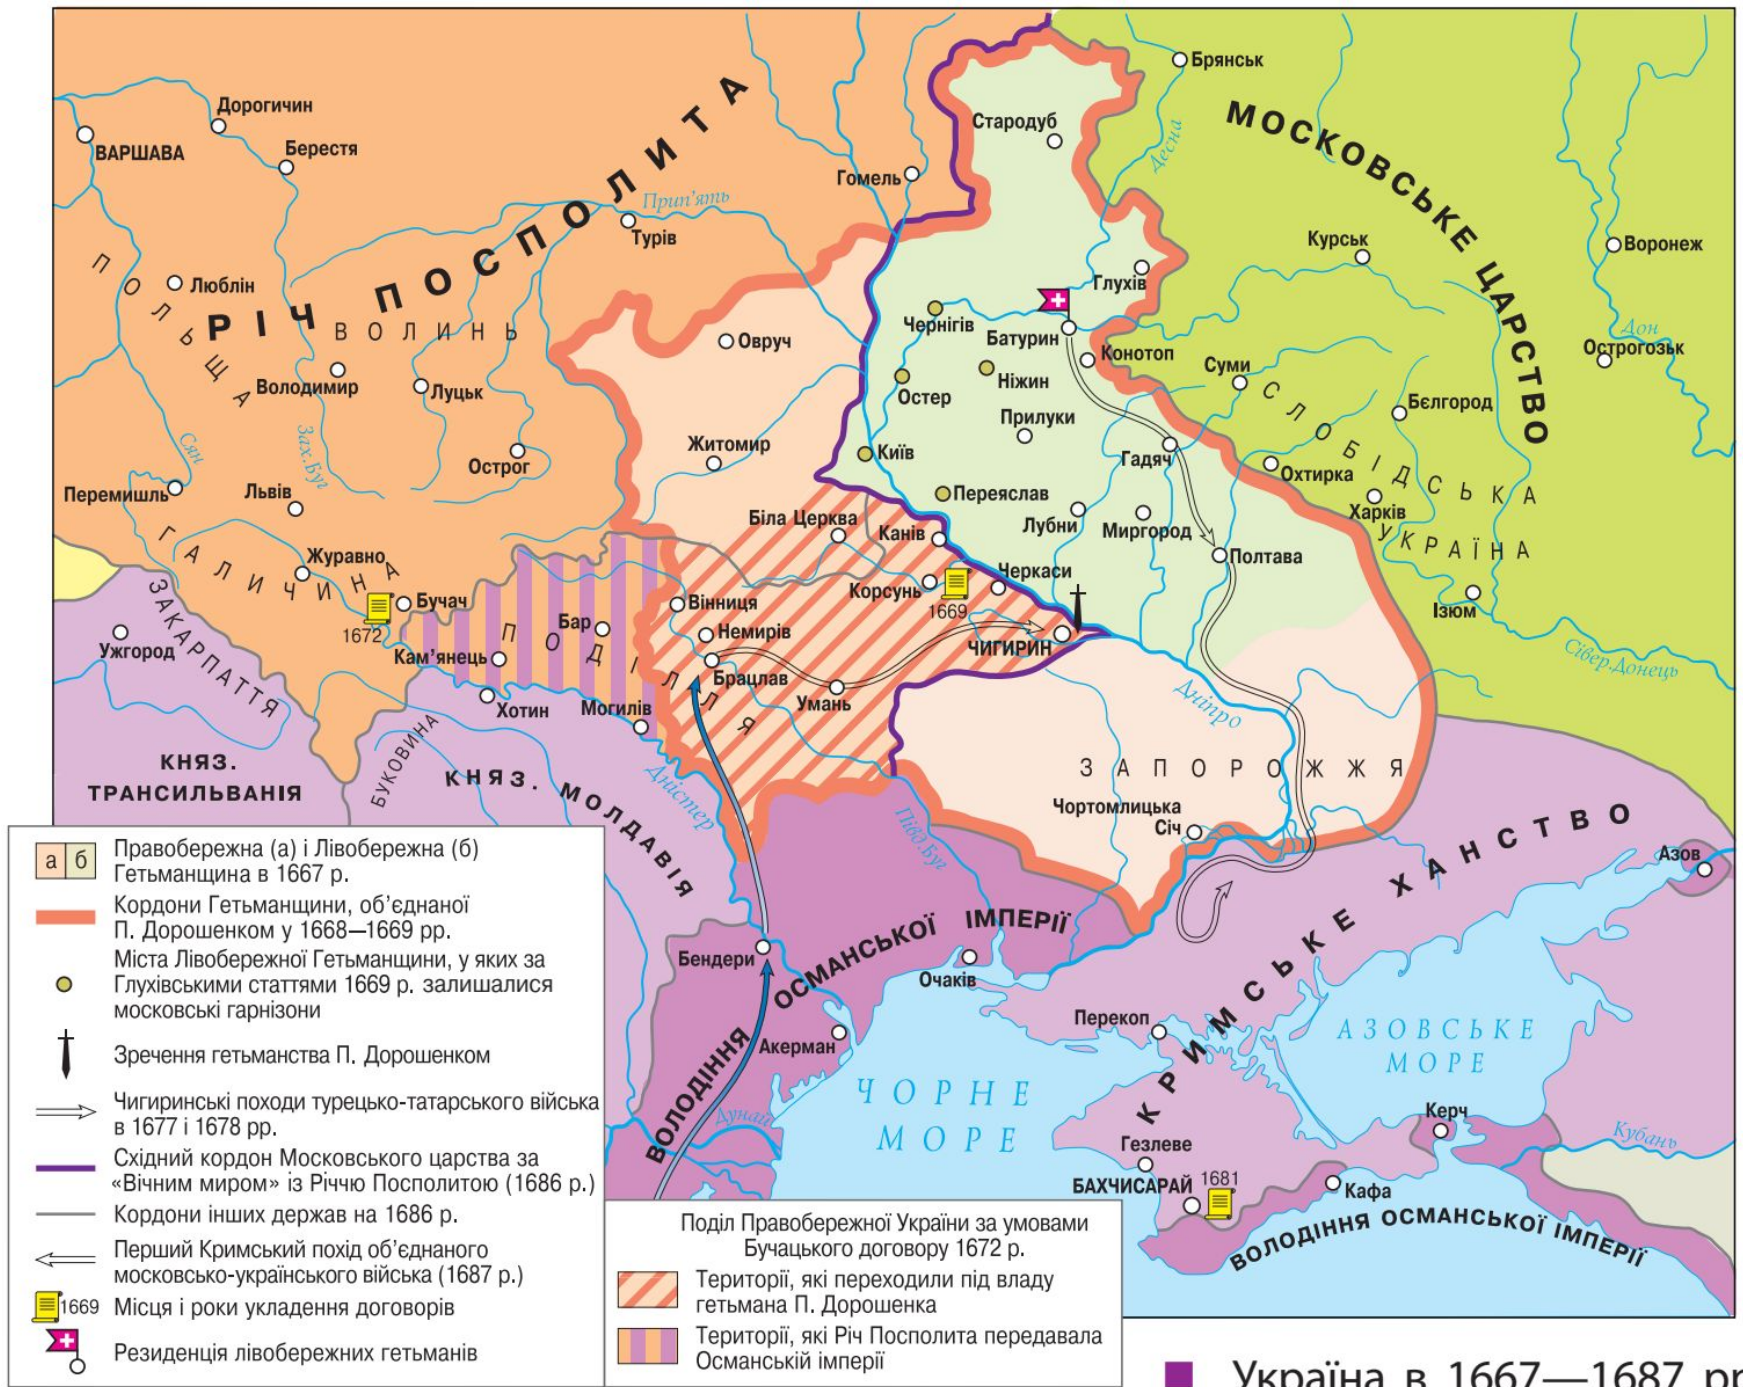 Брянськ
МОСКОВСЬКЕ ЦАРСТВО
РІЧ ПОСПОЛИТА
Дорогичин
ВАРШАВА
Берестя
Стародуб
Десна
Гомель
Прип'ять
Турів
Курськ
Воронеж
ПОЛЬЩА
Люблін
ВОЛИНЬ
Глухів
Чернігів
Батурин
Овруч
Конотоп
Дон
Острогозьк
Суми
Володимир
Луцьк
Остер
Ніжин
Прилуки
СЛОБІДСЬКА
УКРАЇНА
Бєлгород
Сян
Зах.Буг
Острог
Житомир
Київ
Гадяч
Охтирка
Перемишль
Львів
Переяслав
Лубни
Миргород
Харків
Біла Церква
Канів
ГАЛИЧИНА
Журавно
Полтава
Черкаси
Корсунь
1669
Ізюм
ЗАКАРПАТТЯ
Бучач
1672
Вінниця
Бар
Немирів
ПОДІЛЛЯ
ЧИГИРИН
Ужгород
Кам'янець
Брацлав
Сівер.Донець
Хотин
Могилів
Умань
Дніпро
БУКОВИНА
КНЯЗ.
ТРАНСИЛЬВАНІЯ
КНЯЗ. МОЛДАВІЯ
Дністер
ЗАПОРОЖЖЯ
Півд.Буг
Чортомлицька
Січ
КРИМСЬКЕ ХАНСТВО
Азов
ВОЛОДІННЯ ОСМАНСЬКОЇ ІМПЕРІЇ
Бендери
Очаків
Акерман
Перекоп
АЗОВСЬКЕ
МОРЕ
ЧОРНЕ
МОРЕ
Дунай
Керч
Кубань
Гезлеве
БАХЧИСАРАЙ
1681
Кафа
ВОЛОДІННЯ ОСМАНСЬКОЇ ІМПЕРІЇ
а б
Правобережна (а) і Лівобережна (б)
Гетьманщина в 1667 р.
Кордони Гетьманщини, об'єднаної
П. Дорошенком у 1668—1669 рр.
Міста Лівобережної Гетьманщини, у яких за
Глухівськими статтями 1669 р. залишалися
московські гарнізони
Зречення гетьманства П. Дорошенком
Чигиринські походи турецько-татарського війська
в 1677 і 1678 рр.
Східний кордон Московського царства за
«Вічним миром» із Річчю Посполитою (1686 р.)
Кордони інших держав на 1686 р.
Перший Кримський похід об'єднаного
московсько-українського війська (1687 р.)
1669 Місця і роки укладення договорів
Резиденція лівобережних гетьманів
Поділ Правобережної України за умовами
Бучацького договору 1672 р.
Території, які переходили під владу
гетьмана П. Дорошенка
Території, які Річ Посполита передавала
Османській імперії
Україна в 1667—1687 рр